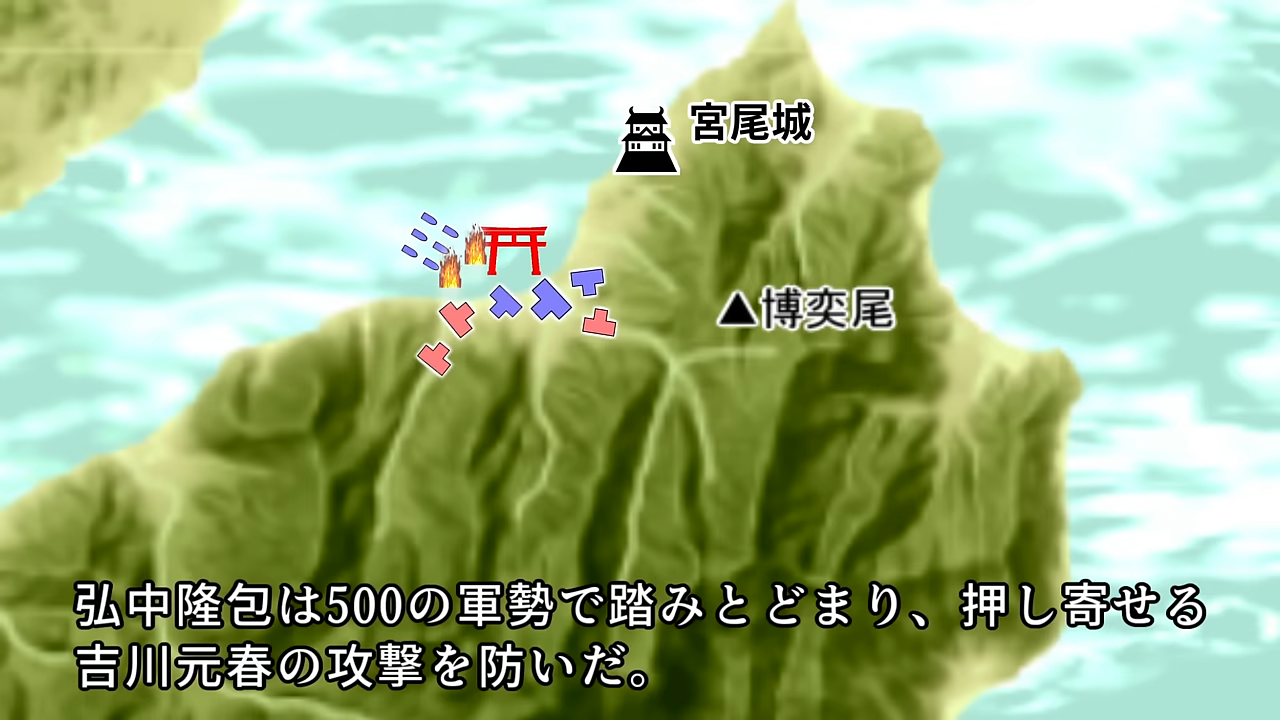 宮尾城
▲博奕尾
弘中隆包は500の軍勢で踏みとどまり、押し寄せる
吉川元春の攻撃を防いだ。